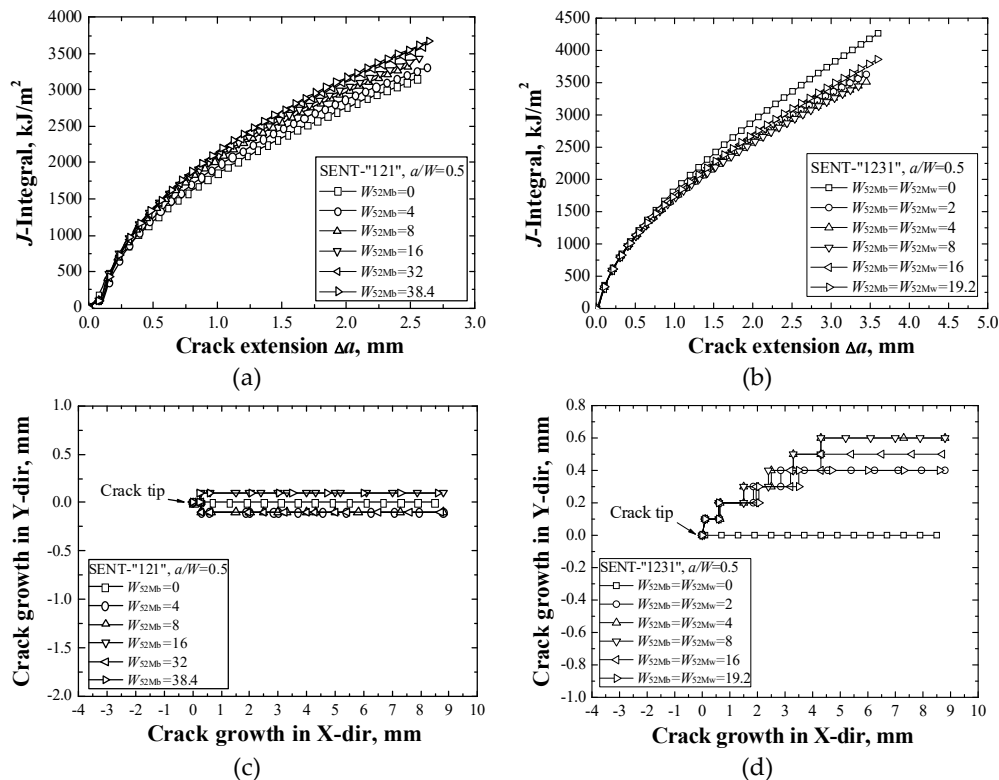 (a)
4000
3500
3000
2500
2000
1500
1000
500
0
J-Integral, kJ/m²
SENT-"121", a/W=0.5
W52Mb=0
W52Mb=4
W52Mb=8
W52Mb=16
W52Mb=32
W52Mb=38.4
0.0 0.5 1.0 1.5 2.0 2.5 3.0
Crack extension Δa, mm
(a)
(b)
4500
4000
3500
3000
2500
2000
1500
1000
500
0
J-Integral, kJ/m²
SENT-"1231", a/W=0.5
W52Mb=W52Mw=0
W52Mb=W52Mw=2
W52Mb=W52Mw=4
W52Mb=W52Mw=8
W52Mb=W52Mw=16
W52Mb=W52Mw=19.2
0.0 0.5 1.0 1.5 2.0 2.5 3.0 3.5 4.0 4.5 5.0
Crack extension Δa, mm
(b)
1.0
0.5
0.0
-0.5
-1.0
-1.5
-2.0
Crack growth in Y-dir, mm
Crack tip
SENT-"121", a/W=0.5
W52Mb=0
W52Mb=4
W52Mb=8
W52Mb=16
W52Mb=32
W52Mb=38.4
-4 -3 -2 -1 0 1 2 3 4 5 6 7 8 9 10
Crack growth in X-dir, mm
(c)
0.8
0.6
0.4
0.2
0.0
-0.2
-0.4
-0.6
-0.8
-1.0
Crack growth in Y-dir, mm
Crack tip
SENT-"1231", a/W=0.5
W52Mb=W52Mw=0
W52Mb=W52Mw=2
W52Mb=W52Mw=4
W52Mb=W52Mw=8
W52Mb=W52Mw=16
W52Mb=W52Mw=19.2
-4 -3 -2 -1 0 1 2 3 4 5 6 7 8 9 10
Crack growth in X-dir, mm
(d)